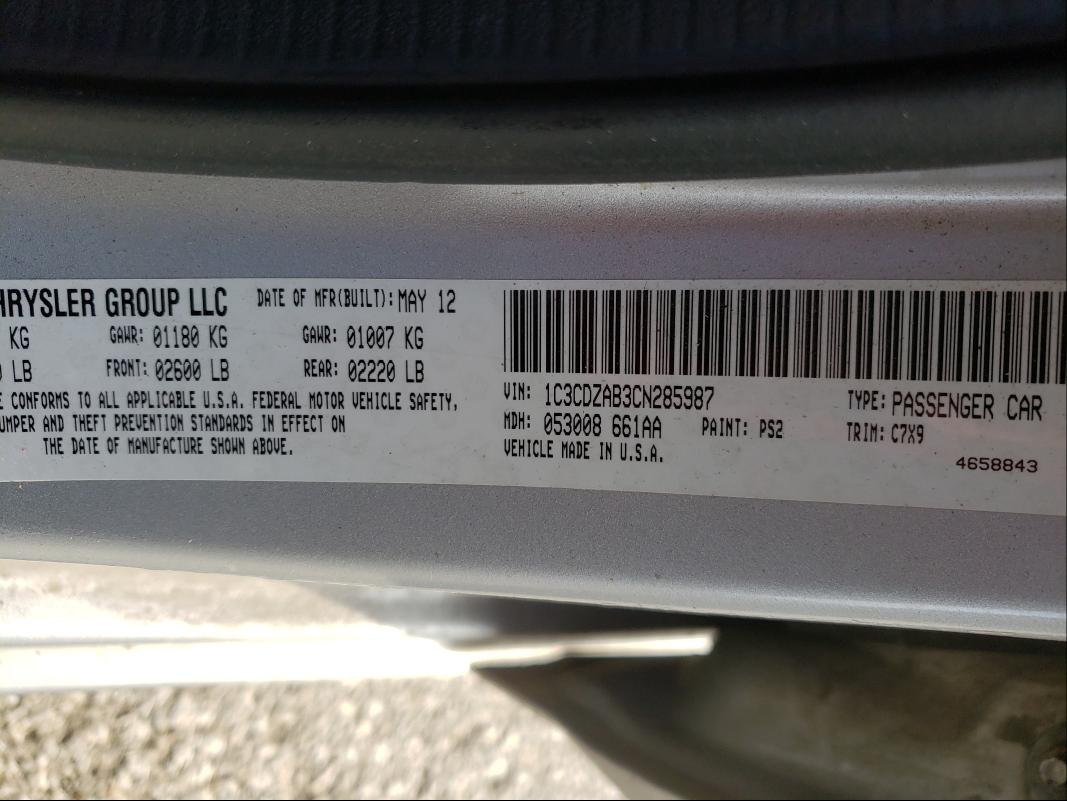 HRYSLER GROUP LLC DATE OF MFR(BUILT): MAY 12
KG GAWR: 01180 KG GAWR: 01007 KG
LB FRONT: 02600 LB REAR: 02220 LB
E CONFORMS TO ALL APPLICABLE U.S.A. FEDERAL MOTOR VEHICLE SAFETY,
UMPER AND THEFT PREVENTION STANDARDS IN EFFECT ON
THE DATE OF MANUFACTURE SHOWN ABOVE.
VIN: 1C3CDZAB3CN285987 TYPE: PASSENGER CAR
MDH: 053008 661AA PAINT: PS2 TRIM: C7X9
VEHICLE MADE IN U.S.A.
4658843